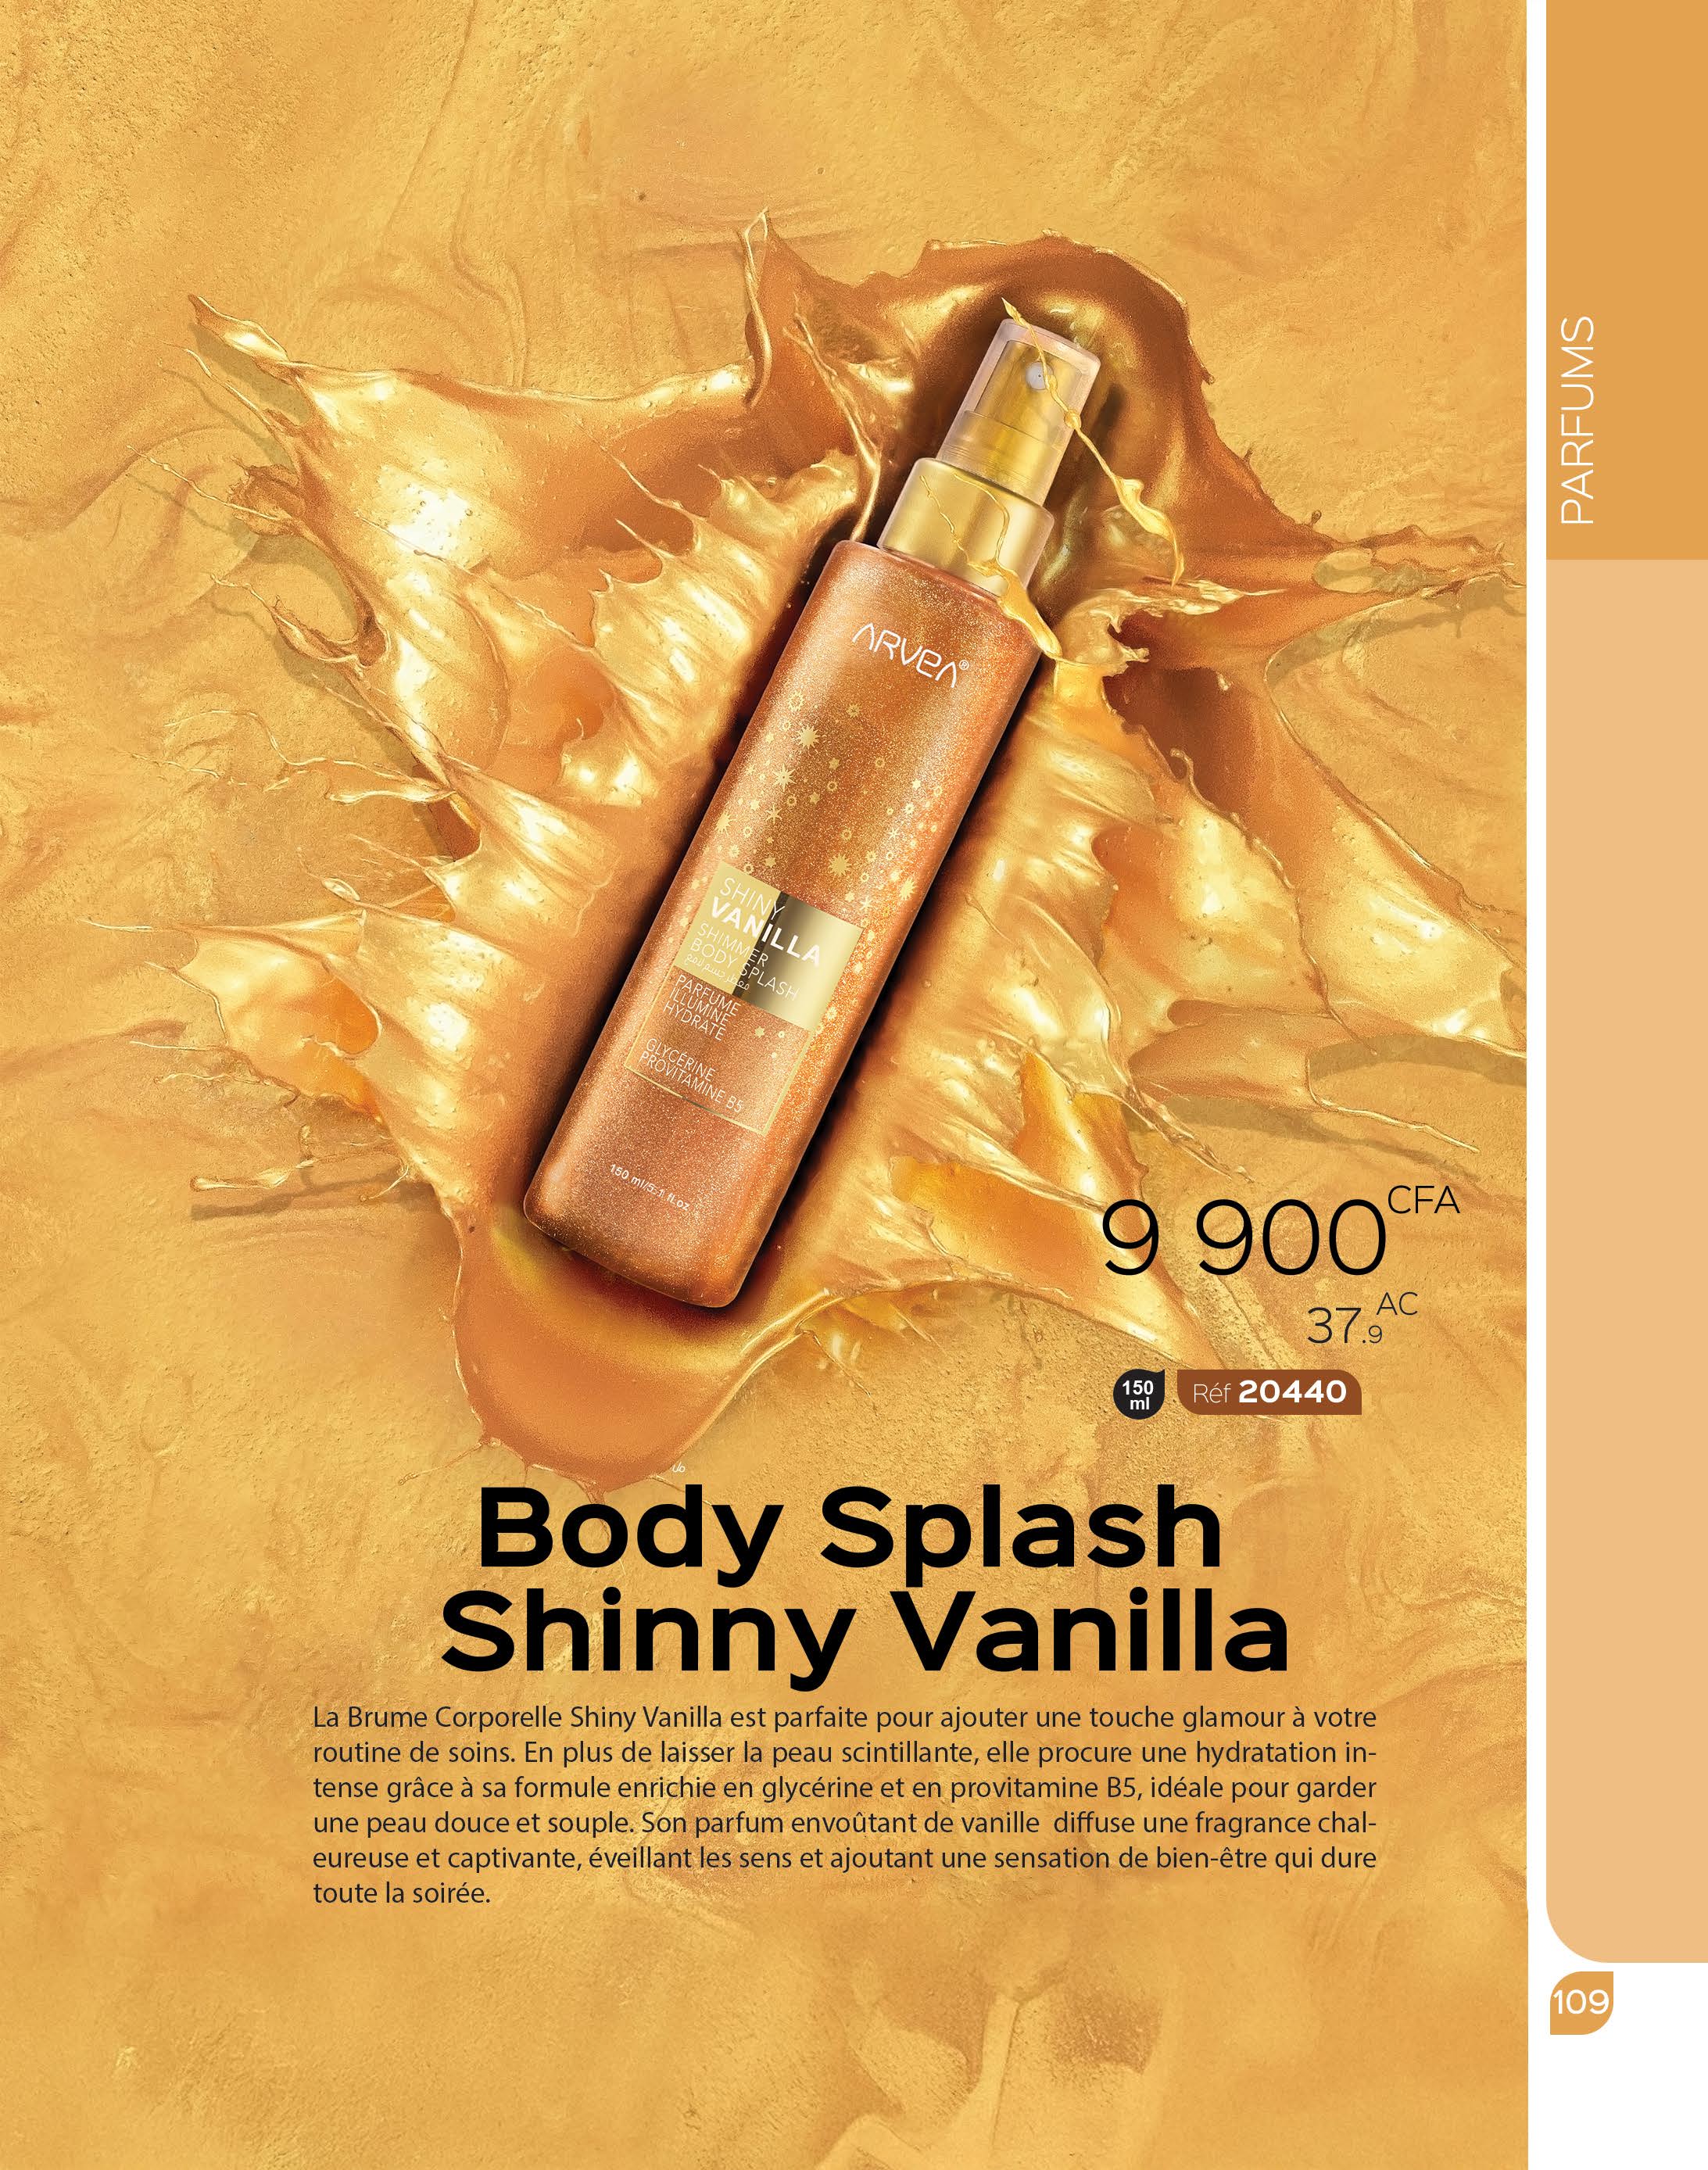 PARFUMS
ARVEA®
SHINY
VANILLA
SHIMMER
BODY SPLASH
PARFUME
ILLUMINE
HYDRATE
GLYCÉRINE
PROVITAMINE B5
150 ml/5.1 fl.oz
9 900 CFA
37.9 AC
150 ml
Réf 20440
Body Splash
Shinny Vanilla
La Brume Corporelle Shiny Vanilla est parfaite pour ajouter une touche glamour à votre
routine de soins. En plus de laisser la peau scintillante, elle procure une hydratation in-
tense grâce à sa formule enrichie en glycérine et en provitamine B5, idéale pour garder
une peau douce et souple. Son parfum envoûtant de vanille  diffuse une fragrance chal-
eureuse et captivante, éveillant les sens et ajoutant une sensation de bien-être qui dure
toute la soirée.
109